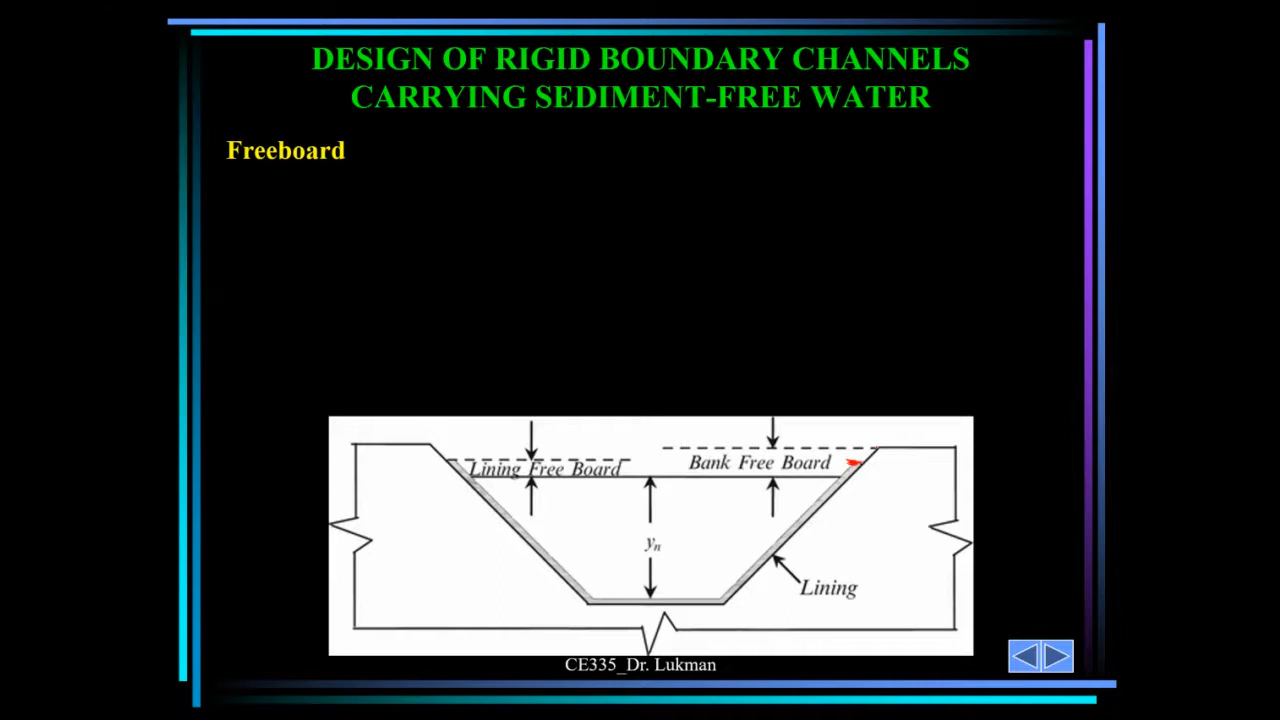 DESIGN OF RIGID BOUNDARY CHANNELS
CARRYING SEDIMENT-FREE WATER
Freeboard
Lining Free Board
Bank Free Board
yn
Lining
CE335_Dr. Lukman